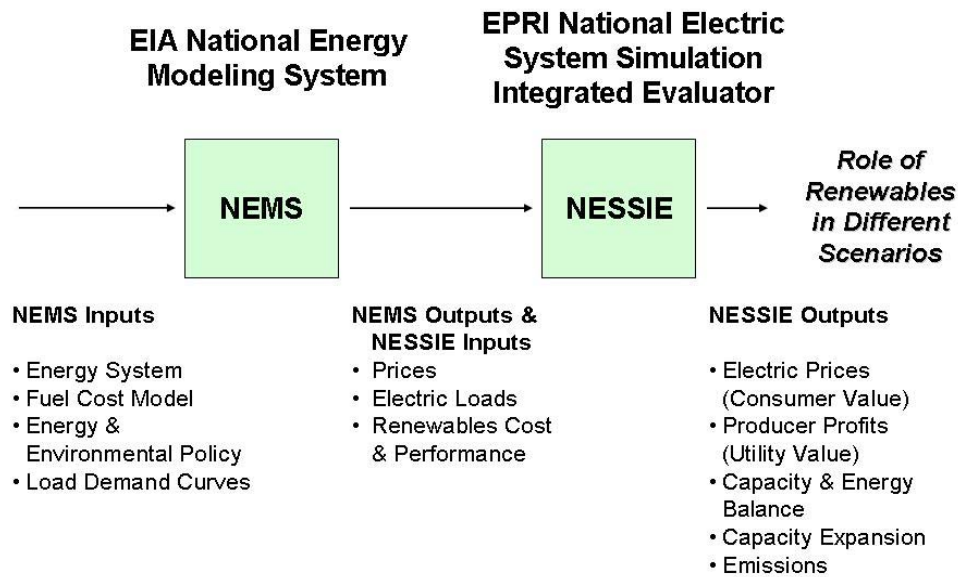 EIA National Energy
Modeling System
EPRI National Electric
System Simulation
Integrated Evaluator
NEMS
NESSIE
Role of
Renewables
in Different
Scenarios
NEMS Inputs
• Energy System
• Fuel Cost Model
• Energy &
Environmental Policy
• Load Demand Curves
NEMS Outputs &
NESSIE Inputs
• Prices
• Electric Loads
• Renewables Cost
& Performance
NESSIE Outputs
• Electric Prices
(Consumer Value)
• Producer Profits
(Utility Value)
• Capacity & Energy
Balance
• Capacity Expansion
• Emissions